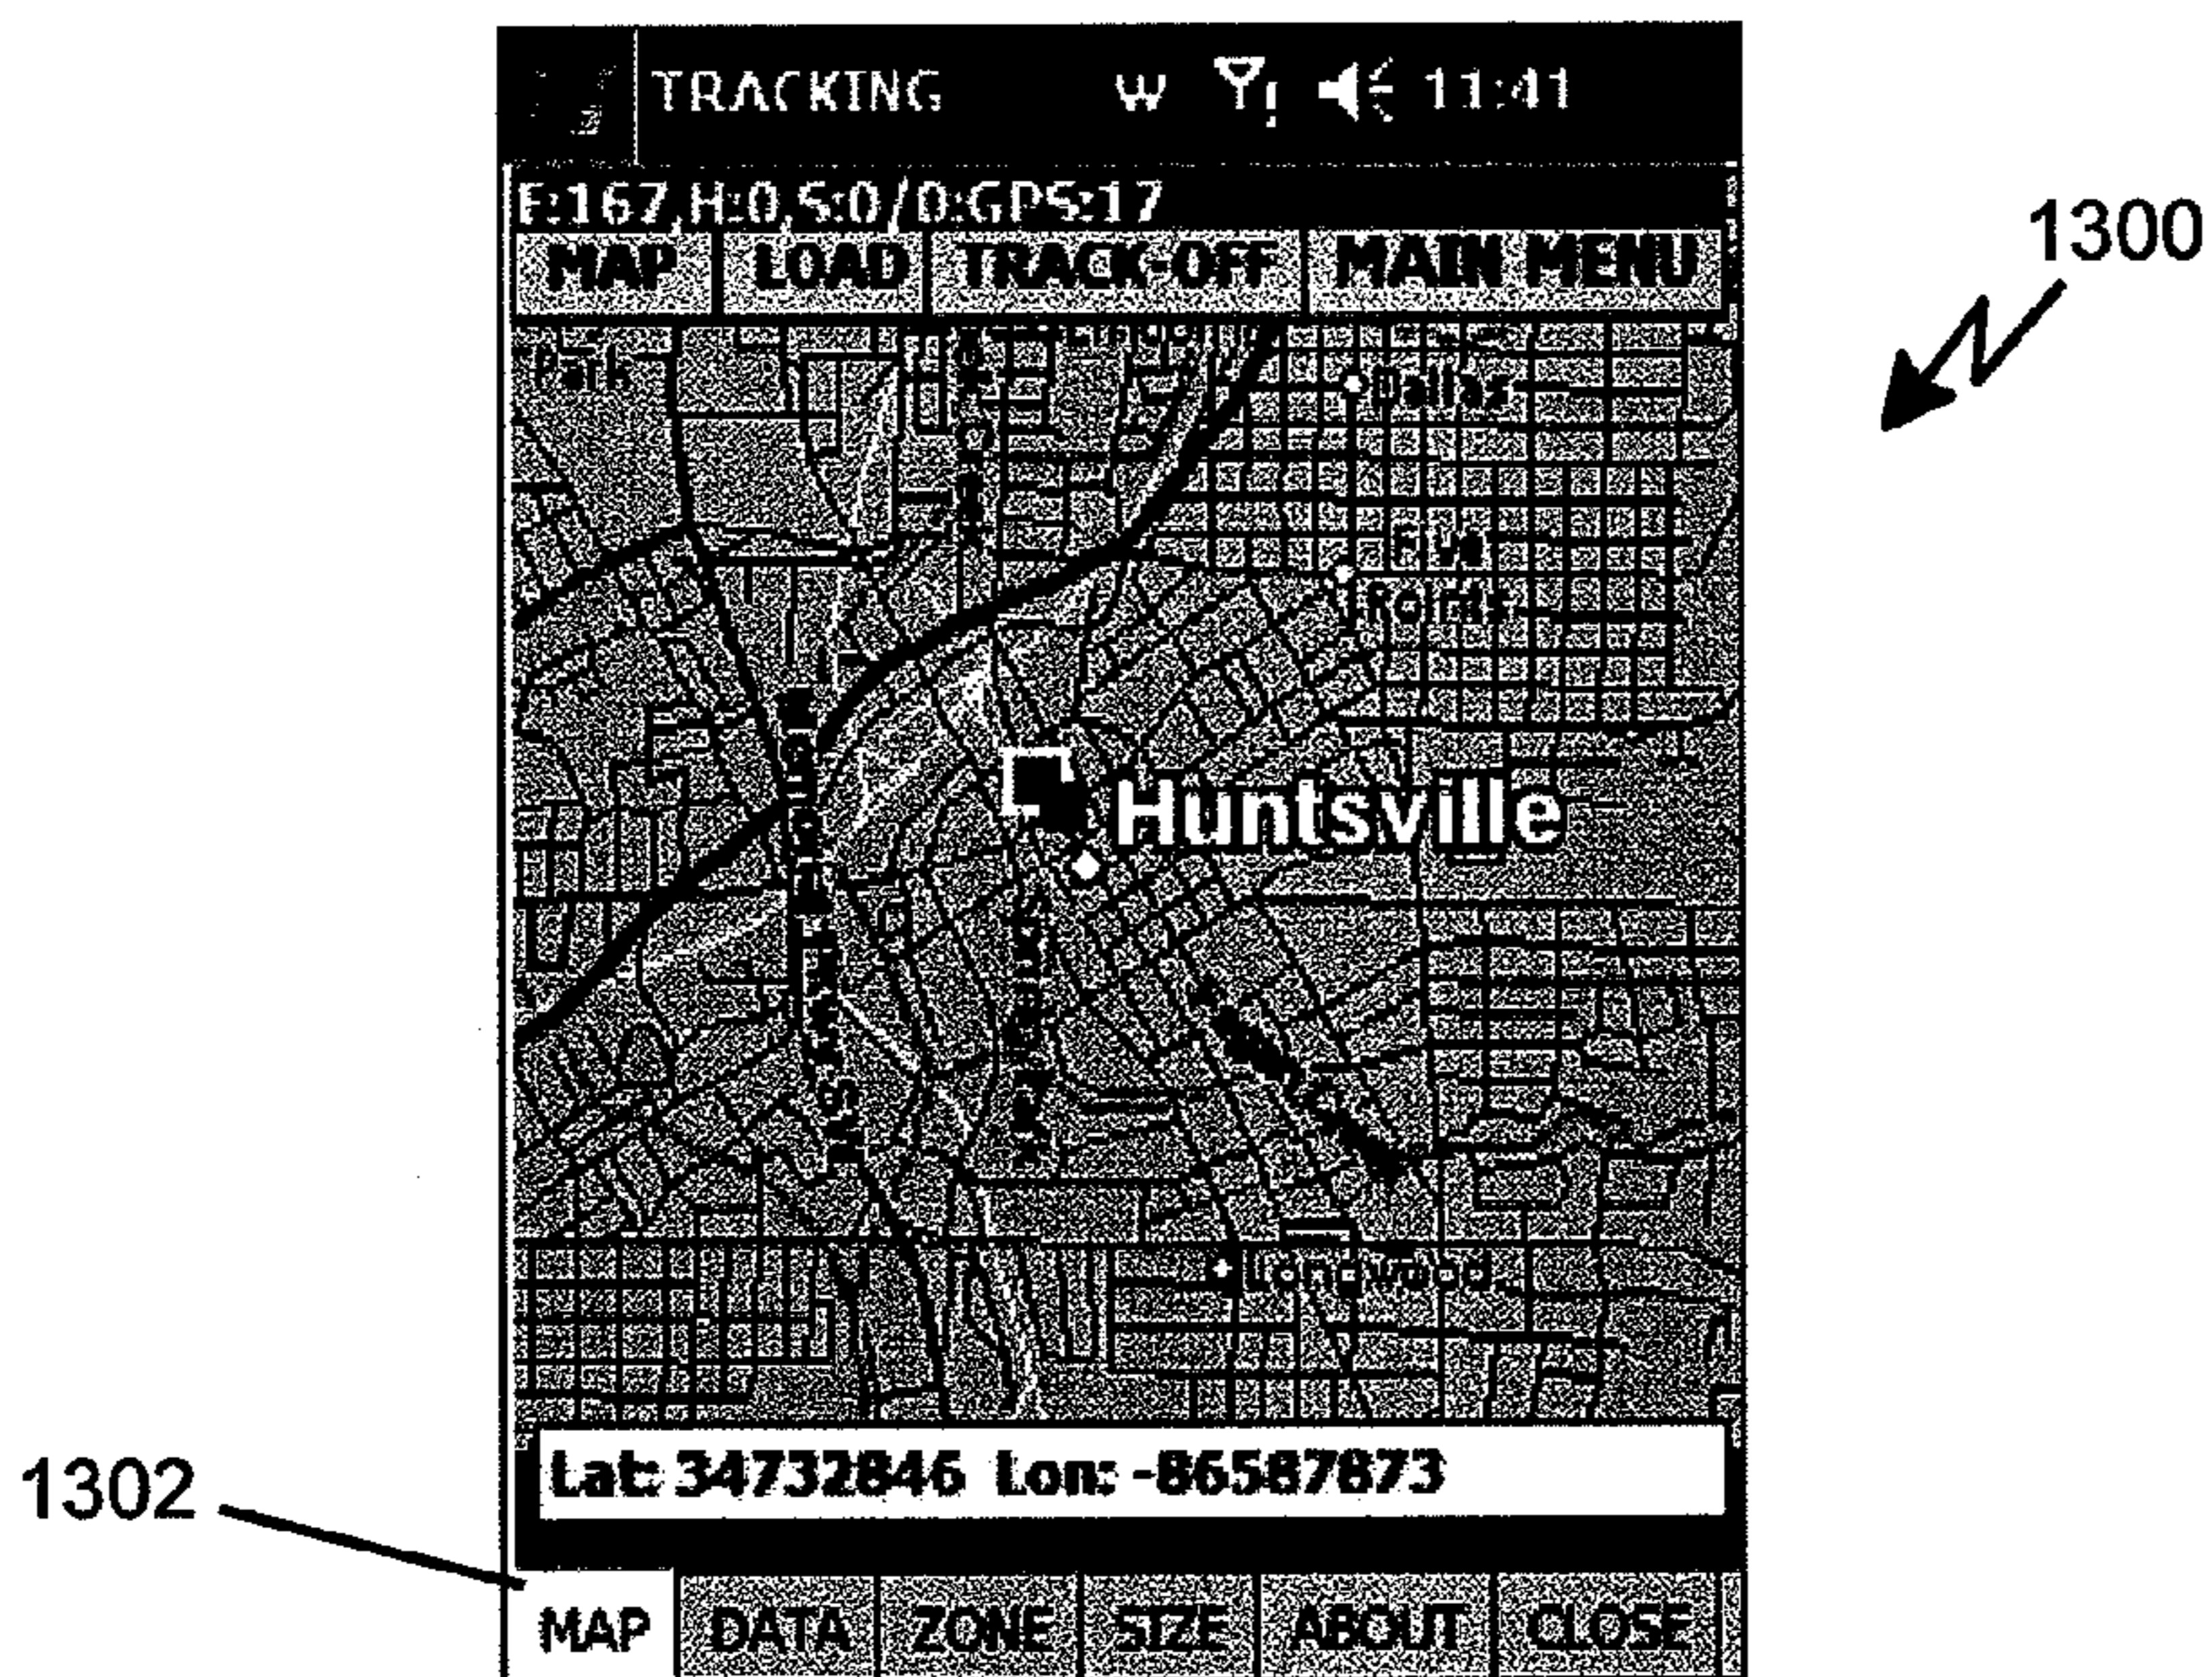 TRACKING 11:41
F:167,H:0,S:0/0:GPS:17
MAP LOAD TRACK-OFF MAIN MENU
1300
Park
Dallas
Five
Points
Huntsville
Longwood
Lat: 34732846 Lon: -86587873
1302
MAP DATA ZONE SIZE ABOUT CLOSE